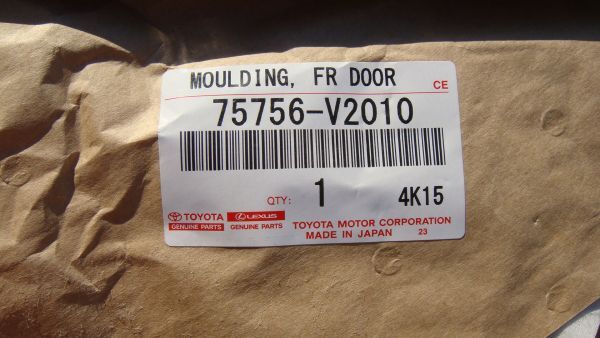 MOULDING, FR DOOR
CE
75756-V2010
QTY: 1 4K15
TOYOTA LEXUS
GENUINE PARTS GENUINE PARTS
TOYOTA MOTOR CORPORATION
MADE IN JAPAN 23